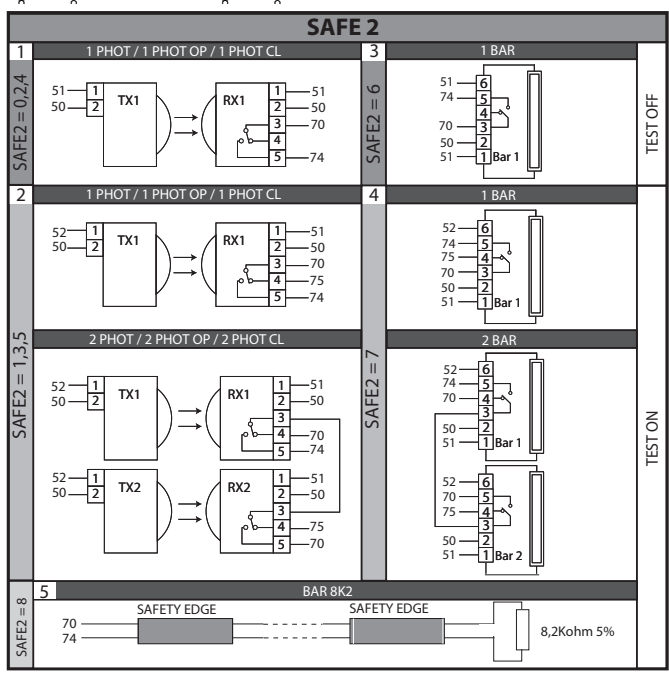 SAFE 2
1 1 PHOT / 1 PHOT OP / 1 PHOT CL
SAFE2 = 0,2,4
51 1
50 2
TX1
RX1
1 51
2 50
3 70
4
5 74
3 1 BAR
SAFE2 = 6
51 6
74 5
4
70 3
50 2
51 1 Bar 1
TEST OFF
2 1 PHOT / 1 PHOT OP / 1 PHOT CL
SAFE2 = 1,3,5
52 1
50 2
TX1
RX1
1 51
2 50
3 70
4 75
5 74
2 PHOT / 2 PHOT OP / 2 PHOT CL
52 1
50 2
TX1
RX1
1 51
2 50
3
4 70
5 74
52 1
50 2
TX2
RX2
1 51
2 50
3
4 75
5 70
4 1 BAR
SAFE2 = 7
52 6
74 5
75 4
70 3
50 2
51 1 Bar 1
2 BAR
52 6
74 5
70 4
3
50 2
51 1 Bar 1
52 6
70 5
75 4
3
50 2
51 1 Bar 2
TEST ON
5 BAR 8K2
SAFE2 = 8
SAFETY EDGE SAFETY EDGE
70
74
8,2Kohm 5%